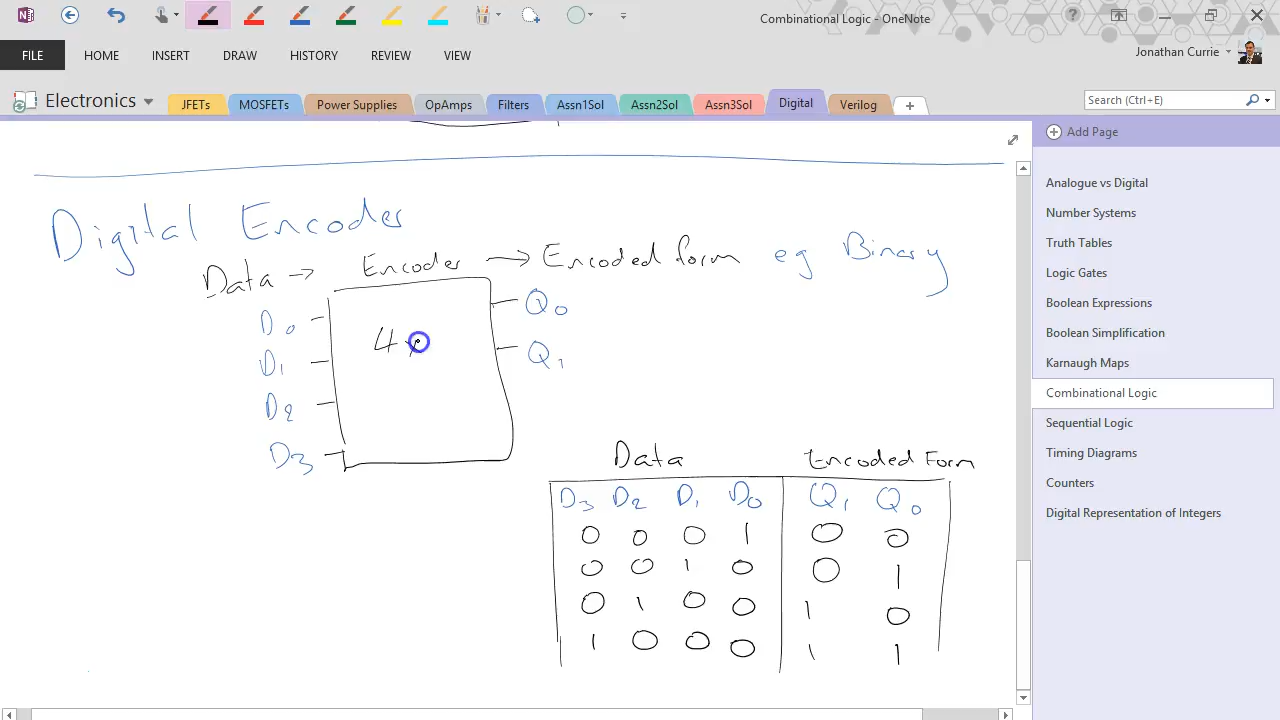 Combinational Logic - OneNote
?
Jonathan Currie
FILE HOME INSERT DRAW HISTORY REVIEW VIEW
Electronics
JFETs MOSFETs Power Supplies OpAmps Filters Assn1Sol Assn2Sol Assn3Sol Digital Verilog +
Search (Ctrl+E)
Add Page
Analogue vs Digital
Number Systems
Truth Tables
Logic Gates
Boolean Expressions
Boolean Simplification
Karnaugh Maps
Combinational Logic
Sequential Logic
Timing Diagrams
Counters
Digital Representation of Integers
Digital Encoder
Data → Encoder → Encoded form eg Binary
D0 Q0
4
D1 Q1
D2
D3
Data Encoded Form
D3 D2 D1 D0 Q1 Q0
0 0 0 1 0 0
0 0 1 0 0 1
0 1 0 0 1 0
1 0 0 0 1 1